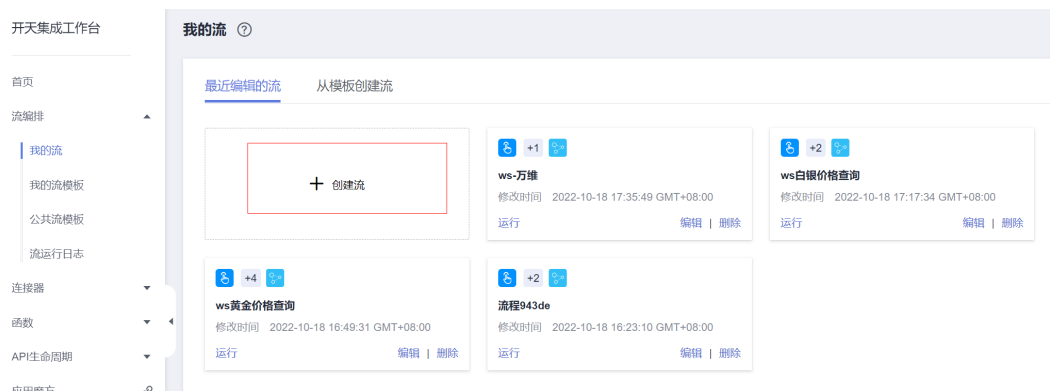 开天集成工作台
我的流 ?
首页
流编排
我的流
我的流模板
公共流模板
流运行日志
连接器
函数
API生命周期
应用魔方
最近编辑的流 从模板创建流
+ 创建流
+1
ws-万维
修改时间 2022-10-18 17:35:49 GMT+08:00
运行 编辑 | 删除
+2
ws白银价格查询
修改时间 2022-10-18 17:17:34 GMT+08:00
运行 编辑 | 删除
+4
ws黄金价格查询
修改时间 2022-10-18 16:49:31 GMT+08:00
运行 编辑 | 删除
+2
流程943de
修改时间 2022-10-18 16:23:10 GMT+08:00
运行 编辑 | 删除